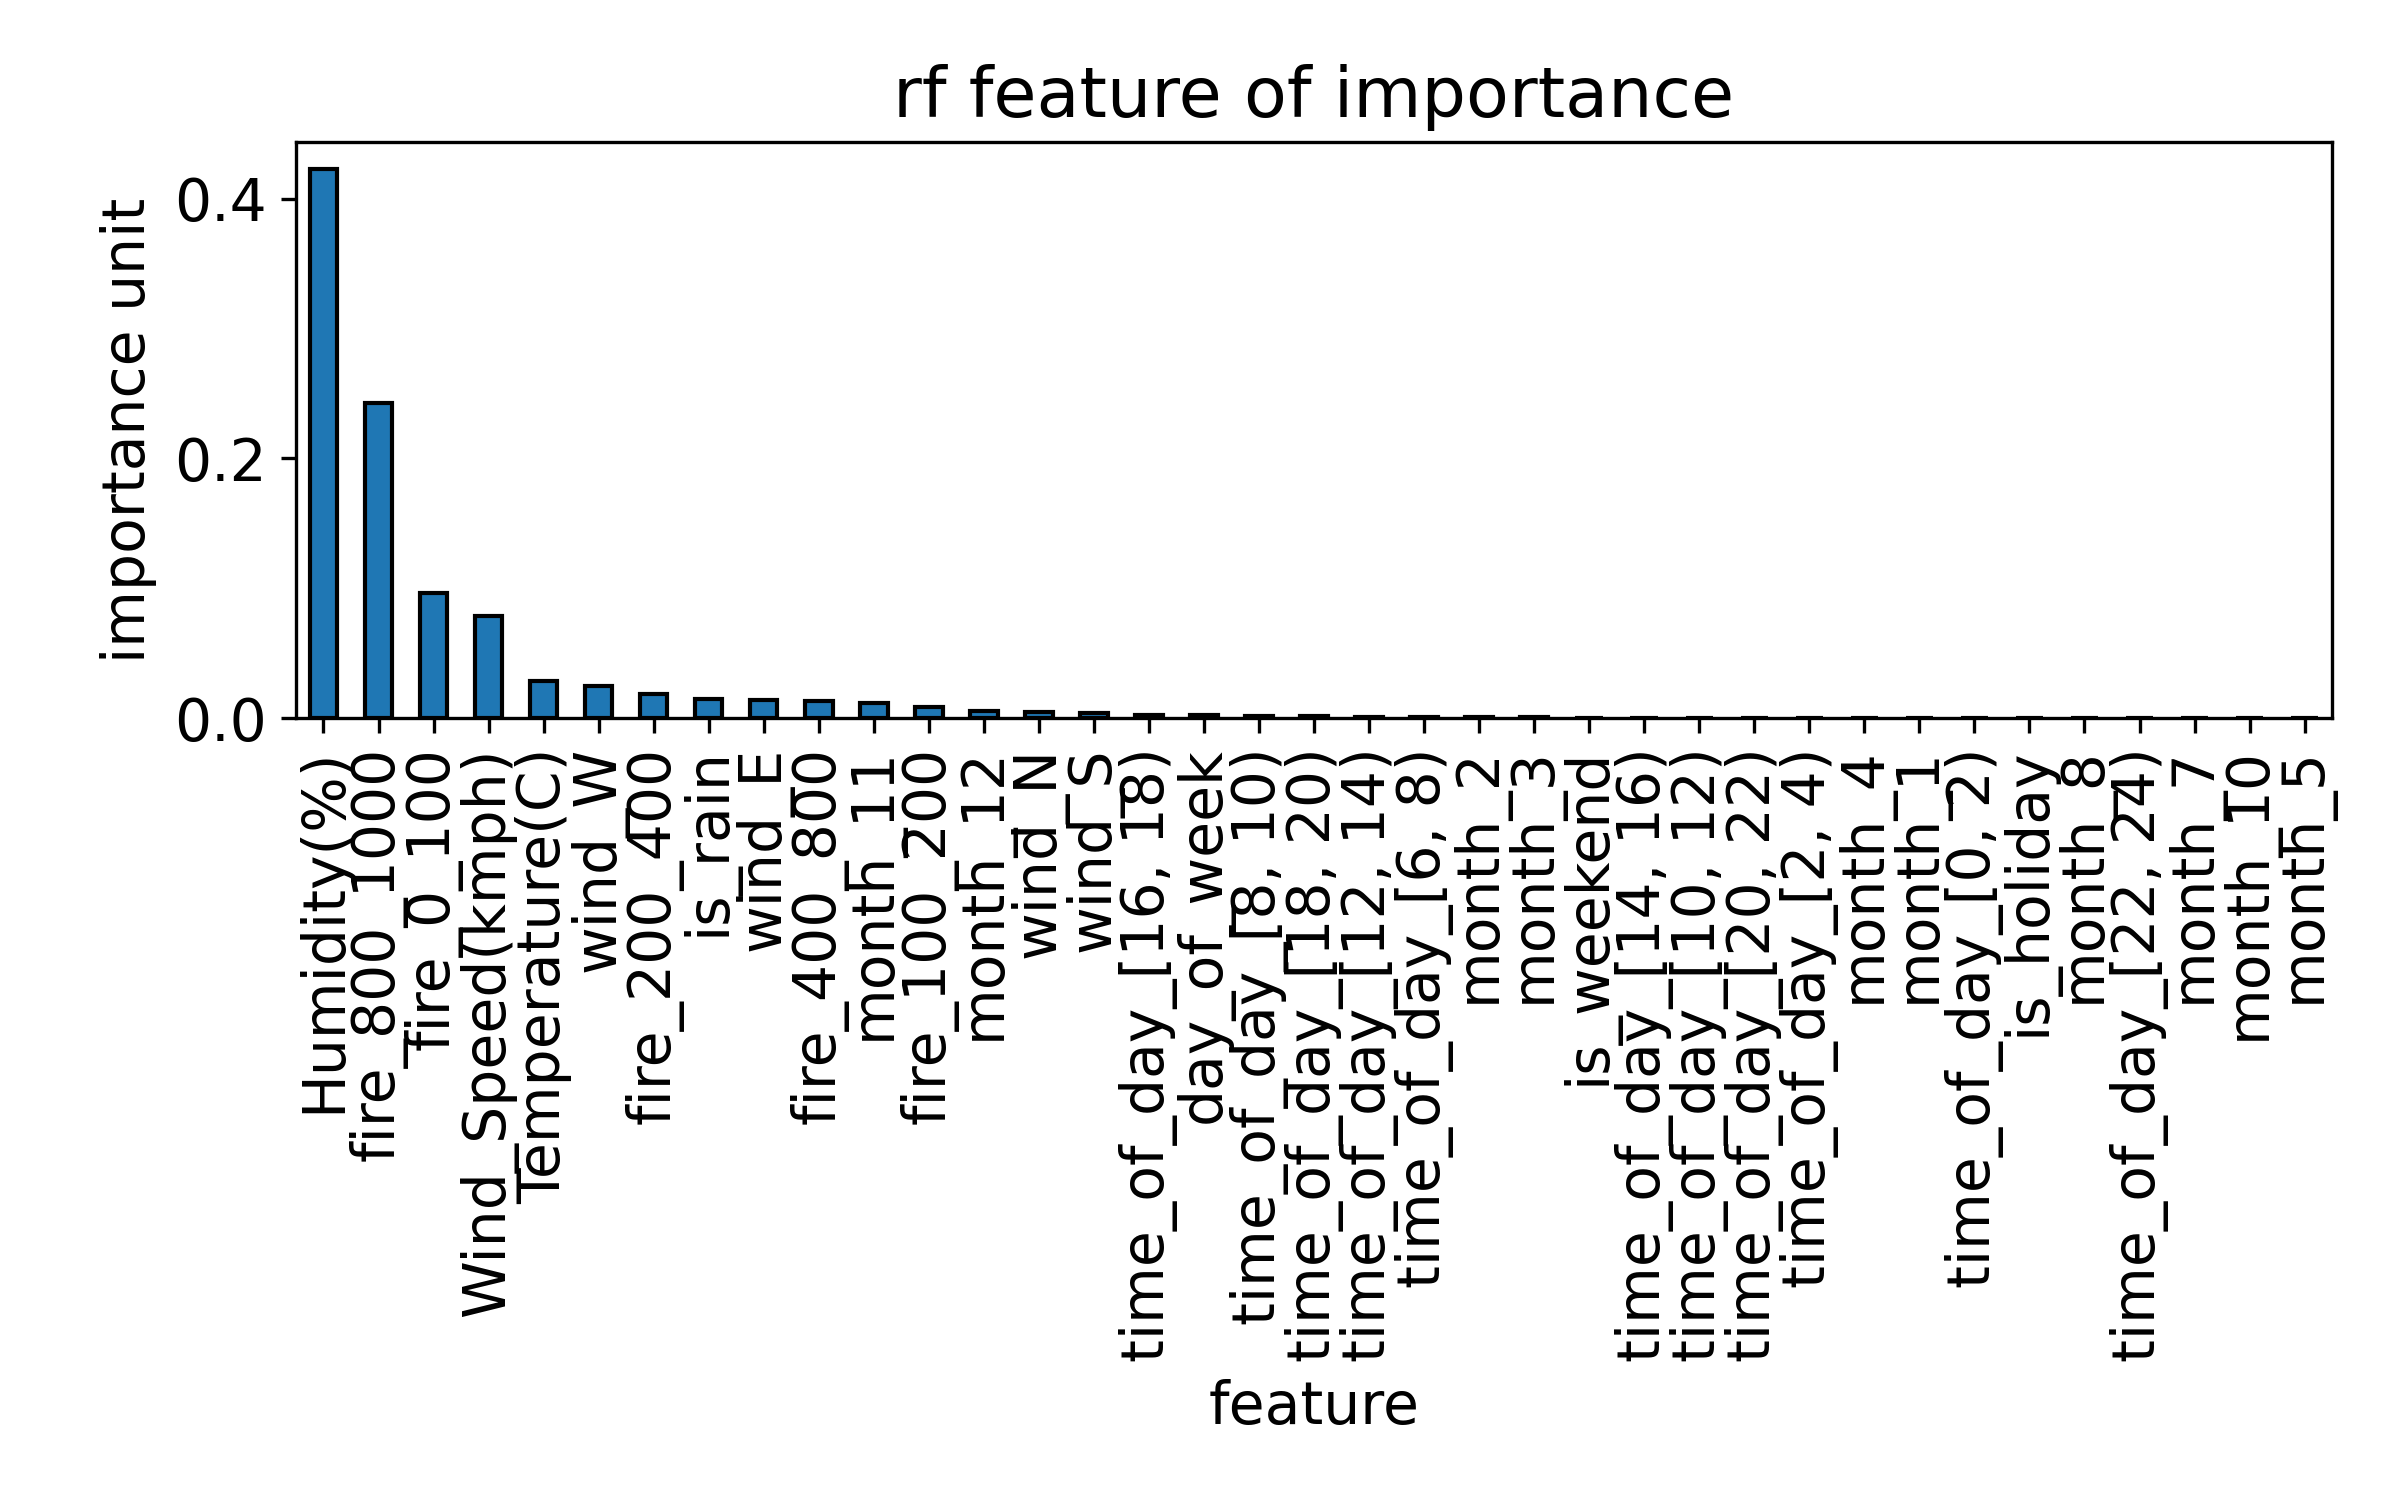 rf feature of importance
importance unit
0.4
0.2
0.0
Humidity(%)
fire_800_1000
fire_0_100
Wind_Speed(kmph)
Temperature(C)
wind_W
fire_200_400
is_rain
wind_E
fire_400_800
month_11
fire_100_200
month_12
wind_N
wind_S
time_of_day_[16,18)
day_of_week
time_of_day_[8,10)
time_of_day_[18,20)
time_of_day_[12,14)
time_of_day_[6,8)
month_2
month_3
is_weekend
time_of_day_[14,16)
time_of_day_[10,12)
time_of_day_[20,22)
time_of_day_[2,4)
month_4
month_1
time_of_day_[0,2)
is_holiday
month_8
time_of_day_[22,24)
month_7
month_10
month_5
feature